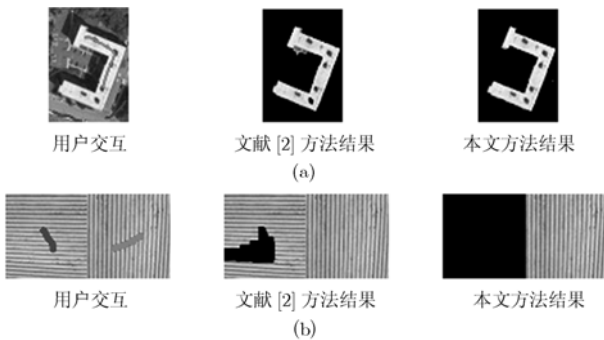 用户交互 文献 [2] 方法结果 本文方法结果
(a)
用户交互 文献 [2] 方法结果 本文方法结果
(b)